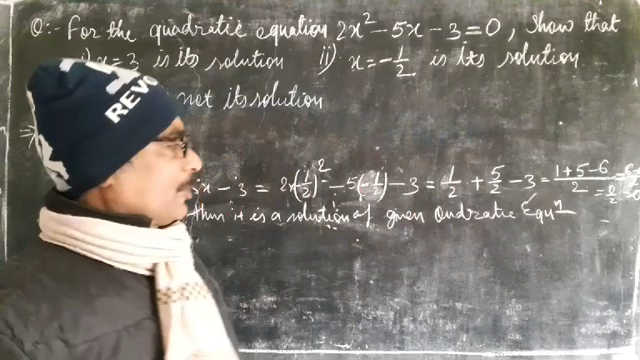 Q:- For the quadratic equation 2x² - 5x - 3 = 0, Show that
i) x = 3 is its solution ii) x = -1/2 is its solution
not its solution
REVO
5x - 3 = 2x(-1/2)² - 5(-1/2) - 3 = 1/2 + 5/2 - 3 = (1+5-6)/2
thus it is a solution of given Qudratic Equⁿ